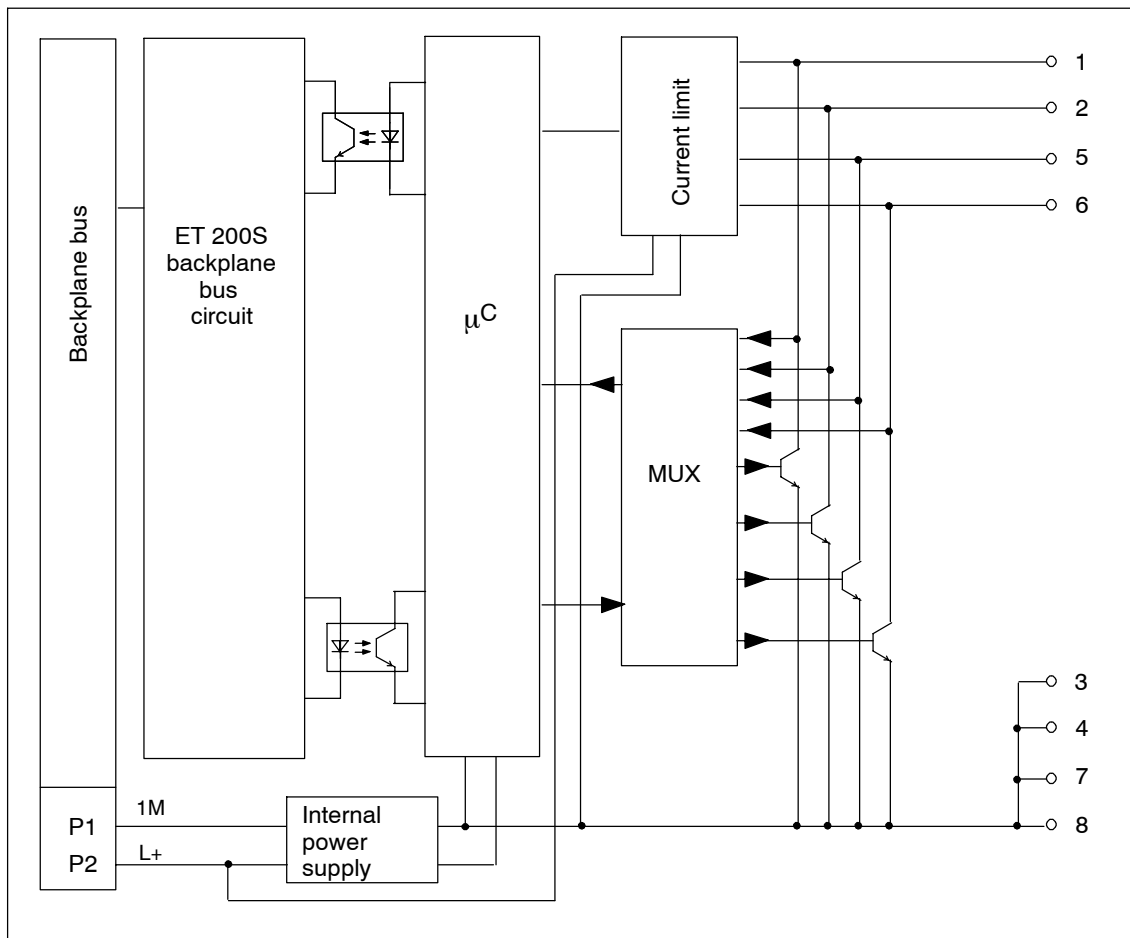 Backplane bus
ET 200S
backplane
bus
circuit
µC
Current limit
MUX
1
2
5
6
3
4
7
8
P1
1M
P2
L+
Internal
power
supply